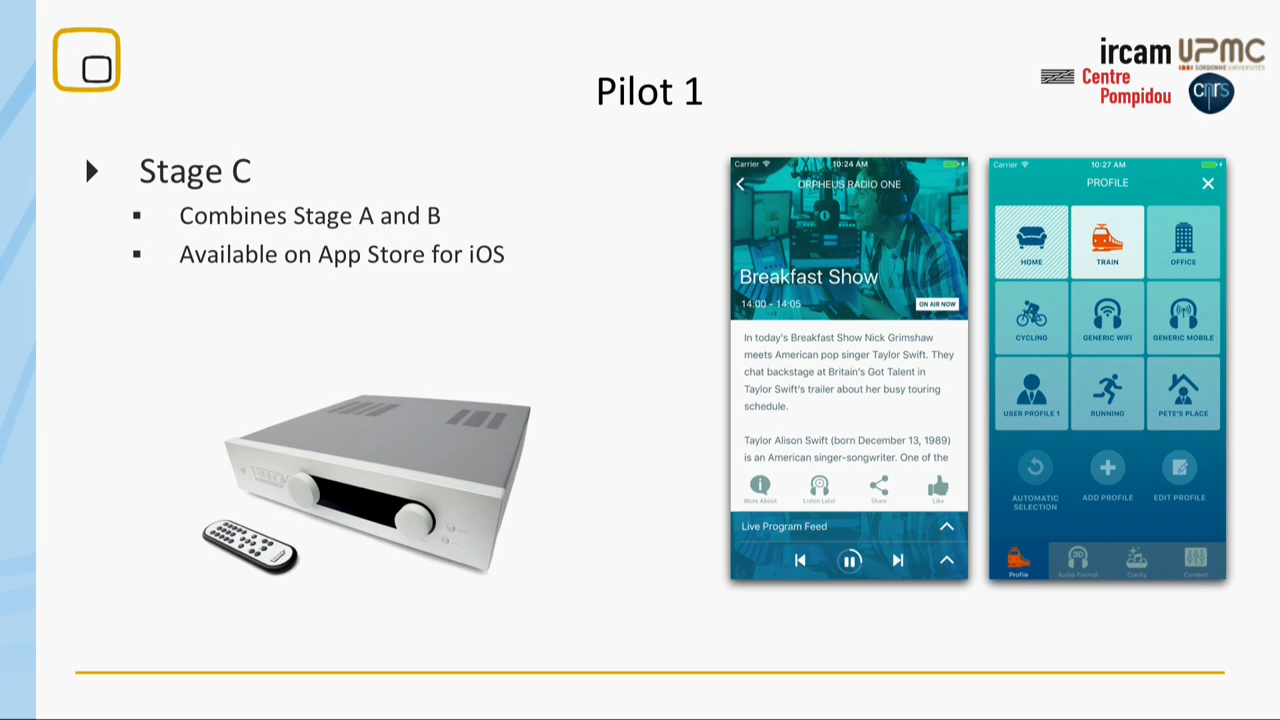 ircam
Centre
Pompidou
UPMC
SORBONNE UNIVERSITÉS
cnrs
Pilot 1
Stage C
Combines Stage A and B
Available on App Store for iOS
Carrier 10:24 AM
ORPHEUS RADIO ONE
Breakfast Show
14:00 - 14:05
ON AIR NOW
In today's Breakfast Show Nick Grimshaw
meets American pop singer Taylor Swift. They
chat backstage at Britain's Got Talent in
Taylor Swift's trailer about her busy touring
schedule.
Taylor Alison Swift (born December 13, 1989)
is an American singer-songwriter. One of the
More About Listen Later Share Like
Live Program Feed
Carrier 10:27 AM
PROFILE
HOME TRAIN OFFICE
CYCLING GENERIC WIFI GENERIC MOBILE
USER PROFILE 1 RUNNING PETE'S PLACE
AUTOMATIC
SELECTION
ADD PROFILE
EDIT PROFILE
3D
Profile Audio Format Clarity Content